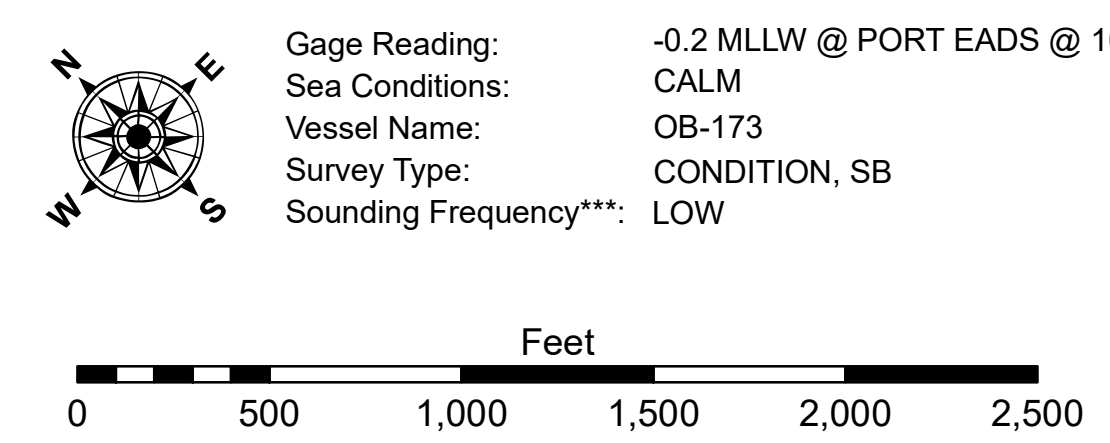 N E
W S
Gage Reading: -0.2 MLLW @ PORT EADS @
Sea Conditions: CALM
Vessel Name: OB-173
Survey Type: CONDITION, SB
Sounding Frequency***: LOW
Feet
0 500 1,000 1,500 2,000 2,500